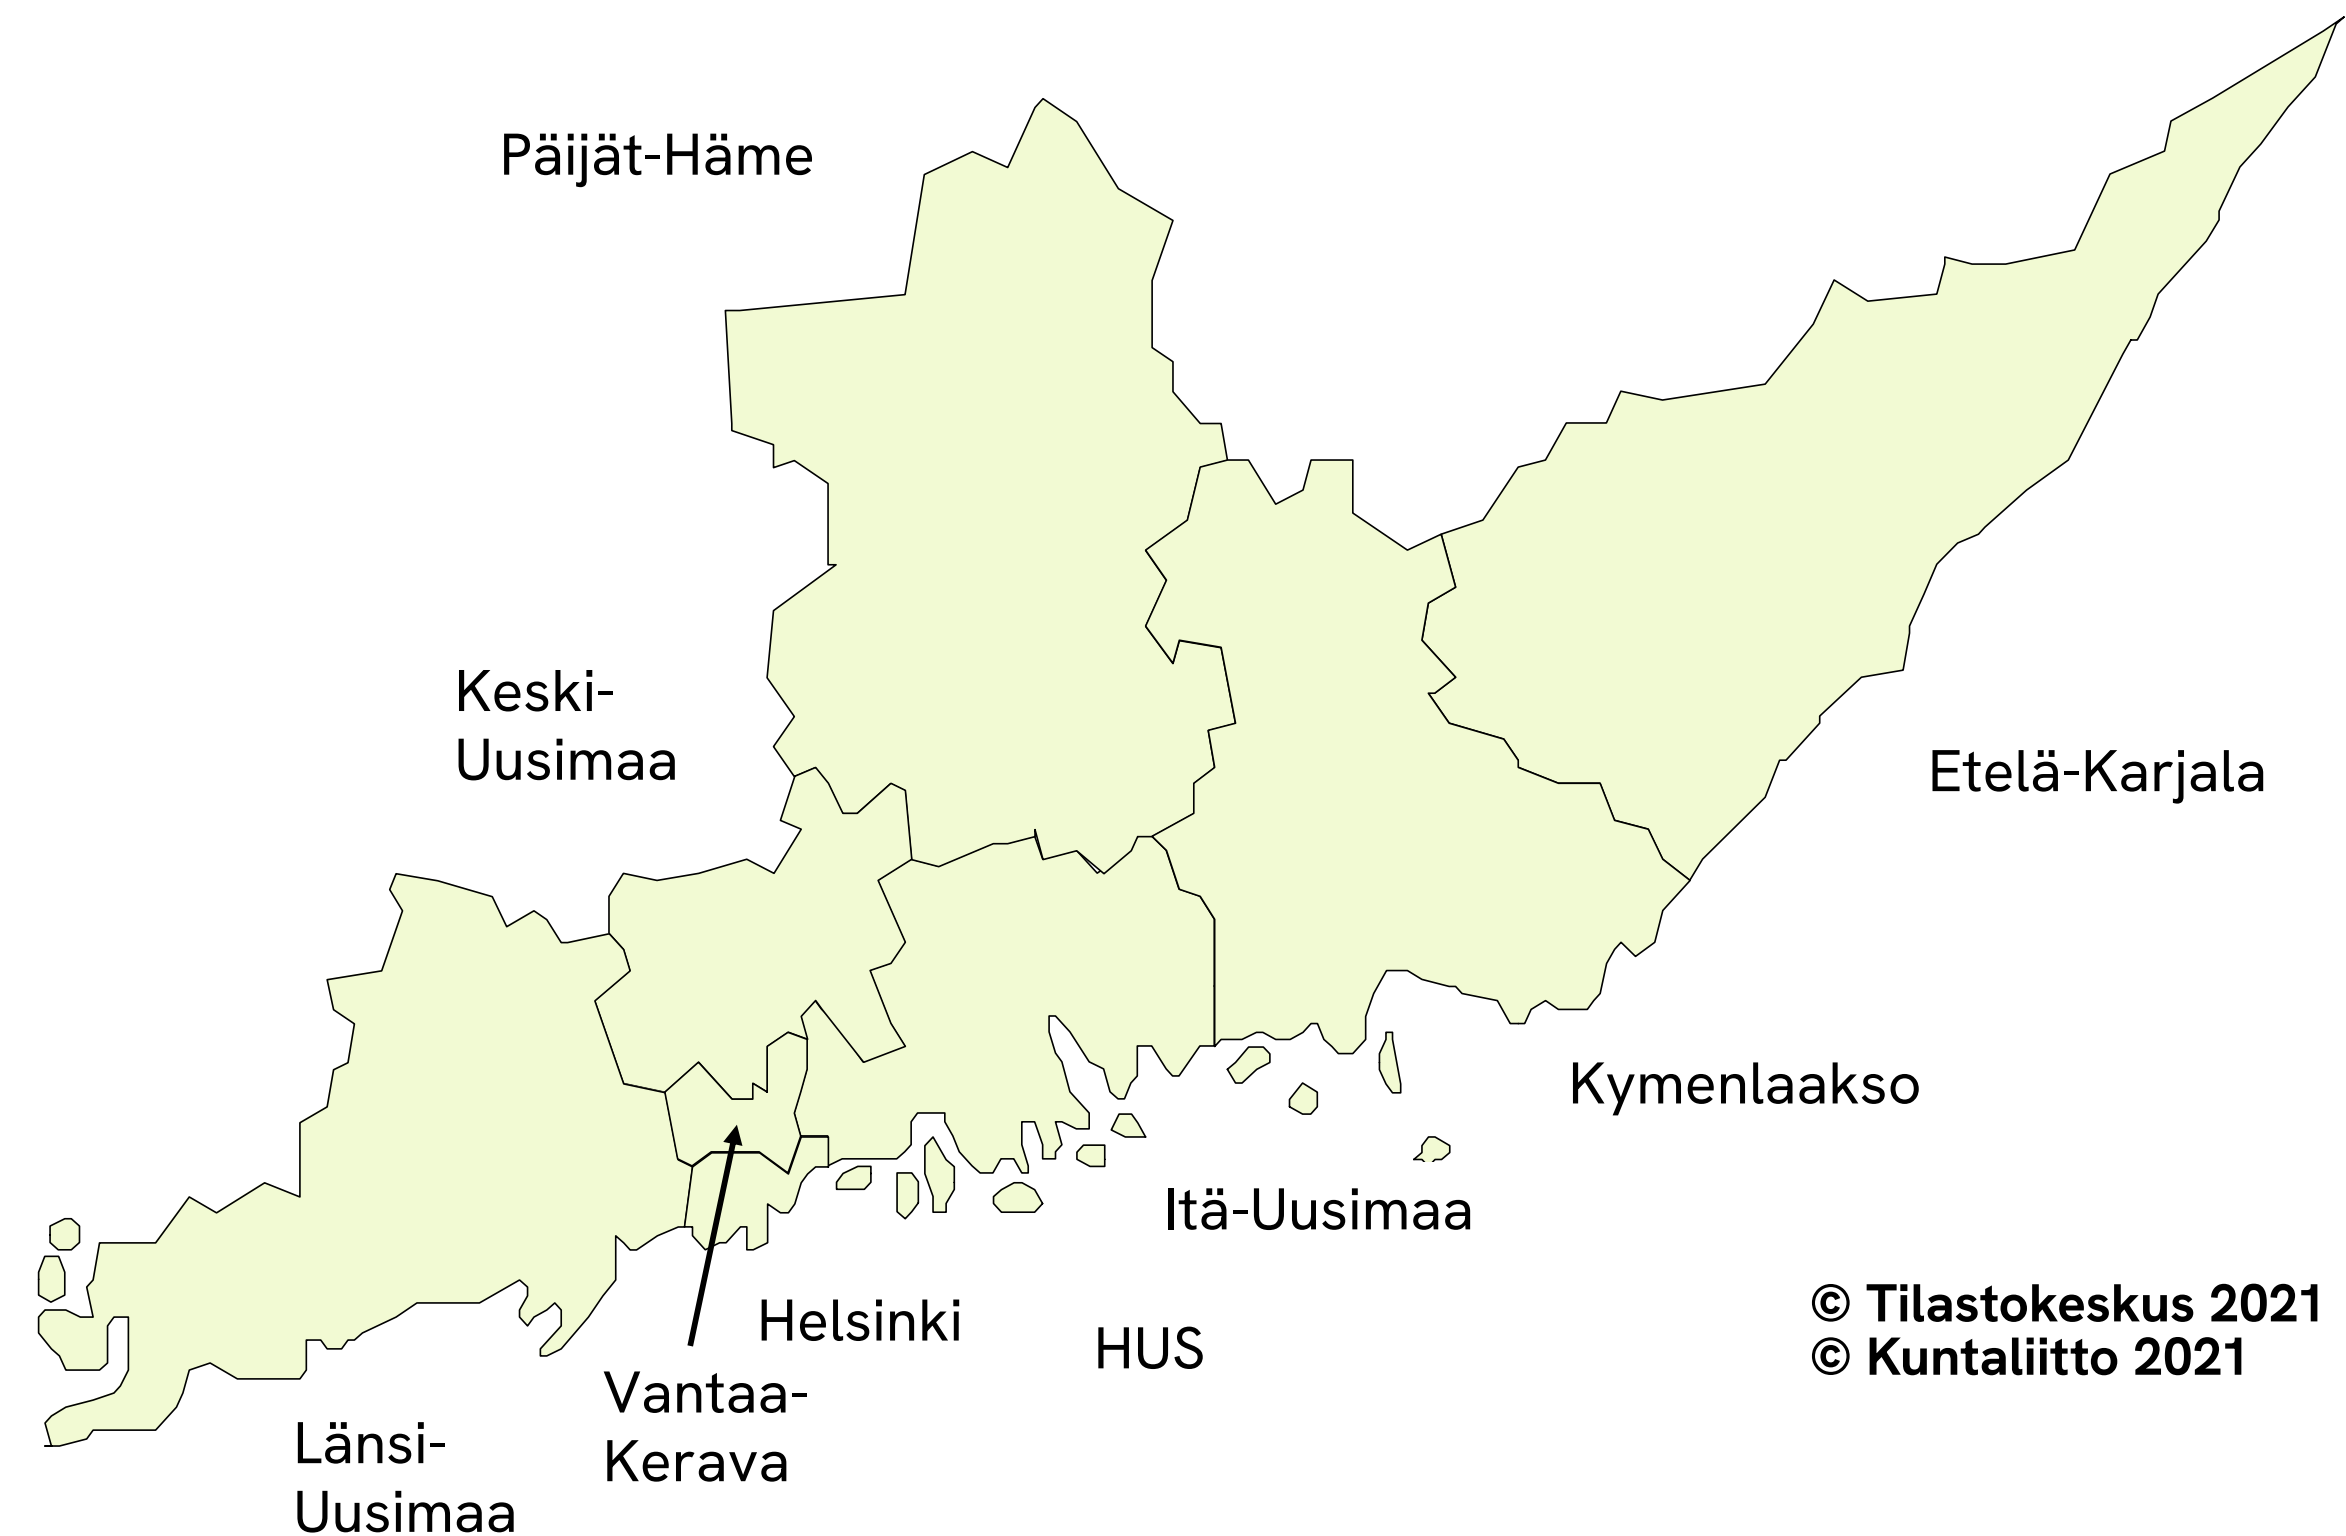 Päijät-Häme
Keski-
Uusimaa
Etelä-Karjala
Kymenlaakso
Itä-Uusimaa
Helsinki
HUS
Vantaa-
Kerava
Länsi-
Uusimaa
© Tilastokeskus 2021
© Kuntaliitto 2021